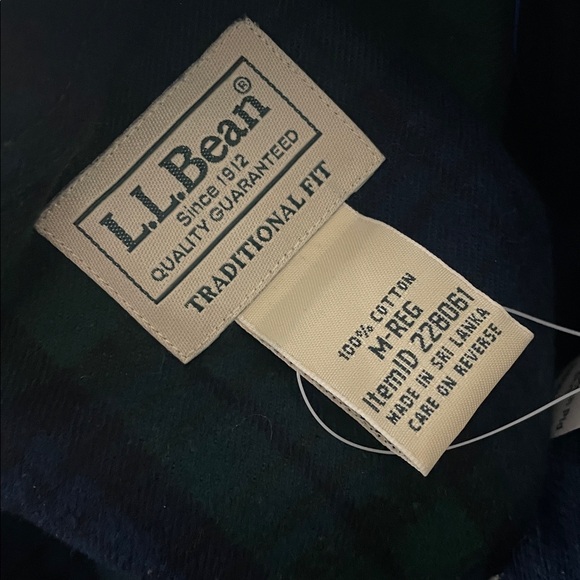 L.L.Bean®
Since 1912
QUALITY GUARANTEED
TRADITIONAL FIT
100% COTTON
M-REG
ItemID 228061
MADE IN SRI LANKA
CARE ON REVERSE